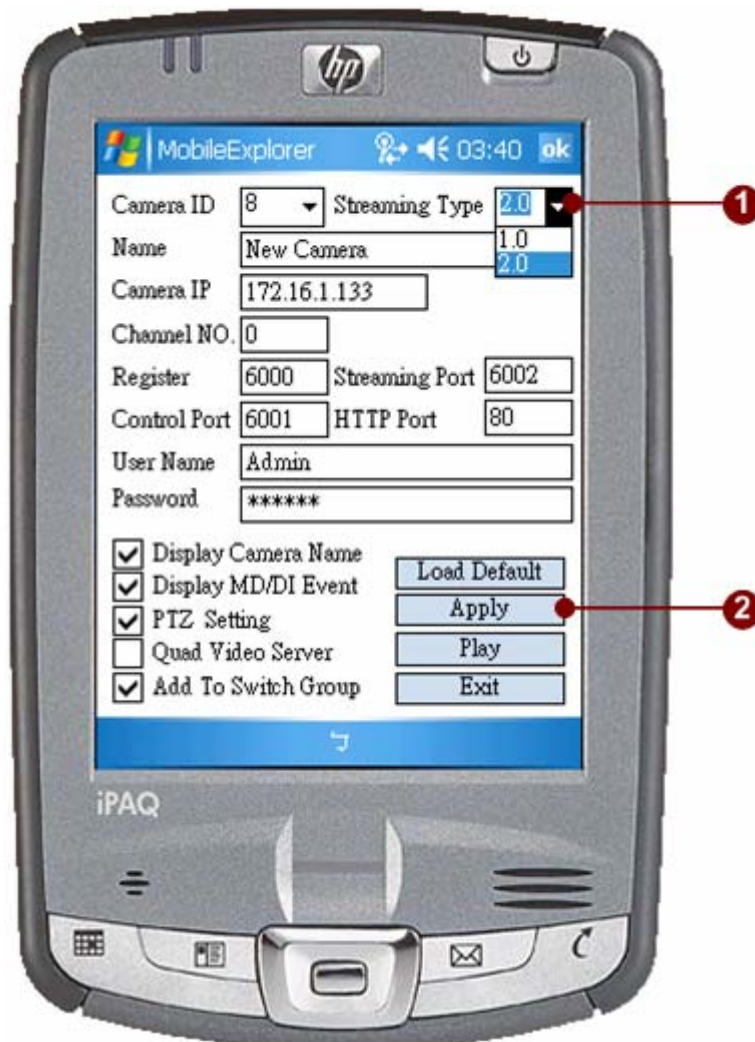 hp
MobileExplorer 03:40 ok
Camera ID 8 Streaming Type 2.0
1.0
2.0
Name New Camera
Camera IP 172.16.1.133
Channel NO. 0
Register 6000 Streaming Port 6002
Control Port 6001 HTTP Port 80
User Name Admin
Password ******
Display Camera Name
Display MD/DI Event
PTZ Setting
Quad Video Server
Add To Switch Group
Load Default
Apply
Play
Exit
iPAQ
1
2